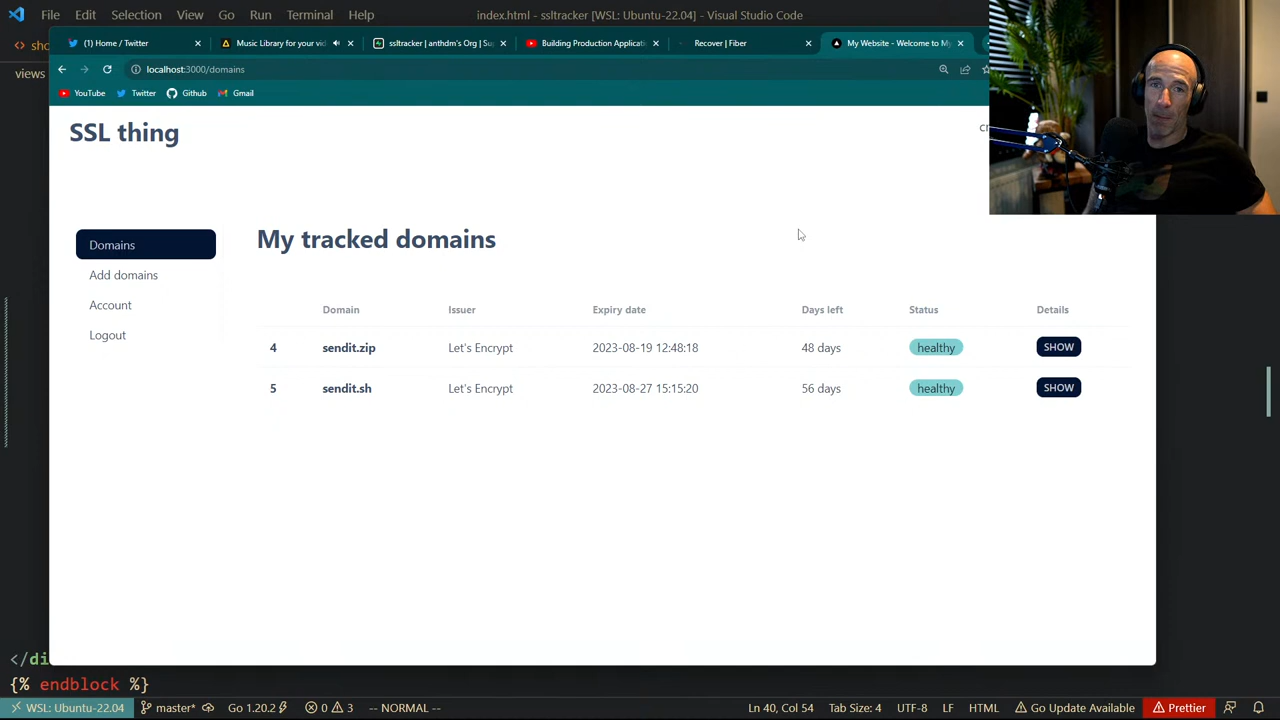 File Edit Selection View Go Run Terminal Help index.html - ssltracker [WSL: Ubuntu-22.04] - Visual Studio Code
(1) Home / Twitter Music Library for your vid ssltracker | anthdm's Org | Su Building Production Applicati Recover | Fiber My Website - Welcome to My
views
localhost:3000/domains
YouTube Twitter Github Gmail
SSL thing
My tracked domains
Domains
Add domains
Account
Logout
Domain Issuer Expiry date Days left Status Details
4 sendit.zip Let's Encrypt 2023-08-19 12:48:18 48 days healthy SHOW
5 sendit.sh Let's Encrypt 2023-08-27 15:15:20 56 days healthy SHOW
</di
{% endblock %}
WSL: Ubuntu-22.04 master* Go 1.20.2 0 3 -- NORMAL -- Ln 40, Col 54 Tab Size: 4 UTF-8 LF HTML Go Update Available Prettier